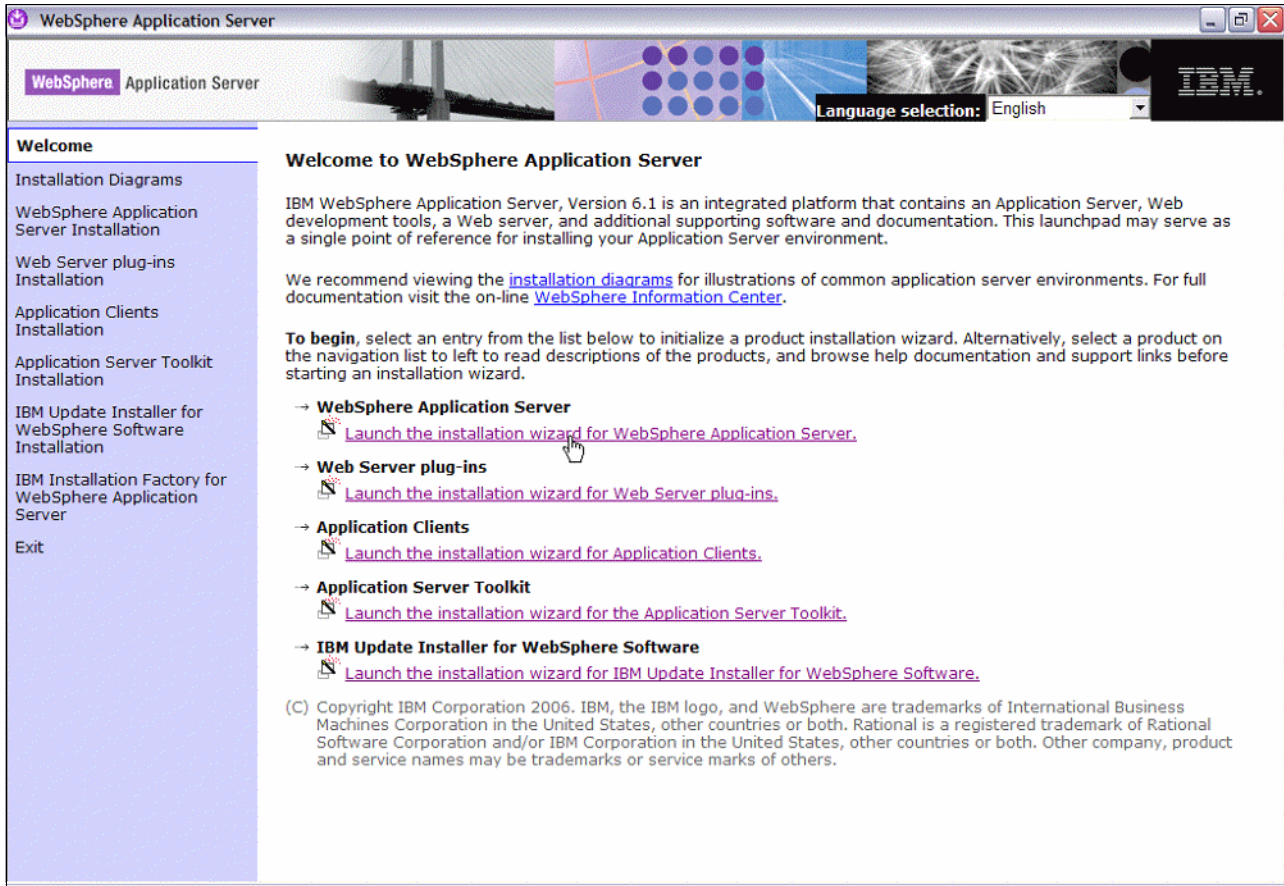 WebSphere Application Server
WebSphere Application Server
Language selection: English
IBM.
Welcome
Installation Diagrams
WebSphere Application
Server Installation
Web Server plug-ins
Installation
Application Clients
Installation
Application Server Toolkit
Installation
IBM Update Installer for
WebSphere Software
Installation
IBM Installation Factory for
WebSphere Application
Server
Exit
Welcome to WebSphere Application Server
IBM WebSphere Application Server, Version 6.1 is an integrated platform that contains an Application Server, Web
development tools, a Web server, and additional supporting software and documentation. This launchpad may serve as
a single point of reference for installing your Application Server environment.
We recommend viewing the installation diagrams for illustrations of common application server environments. For full
documentation visit the on-line WebSphere Information Center.
To begin, select an entry from the list below to initialize a product installation wizard. Alternatively, select a product on
the navigation list to left to read descriptions of the products, and browse help documentation and support links before
starting an installation wizard.
→ WebSphere Application Server
Launch the installation wizard for WebSphere Application Server.
→ Web Server plug-ins
Launch the installation wizard for Web Server plug-ins.
→ Application Clients
Launch the installation wizard for Application Clients.
→ Application Server Toolkit
Launch the installation wizard for the Application Server Toolkit.
→ IBM Update Installer for WebSphere Software
Launch the installation wizard for IBM Update Installer for WebSphere Software.
(C) Copyright IBM Corporation 2006. IBM, the IBM logo, and WebSphere are trademarks of International Business
Machines Corporation in the United States, other countries or both. Rational is a registered trademark of Rational
Software Corporation and/or IBM Corporation in the United States, other countries or both. Other company, product
and service names may be trademarks or service marks of others.